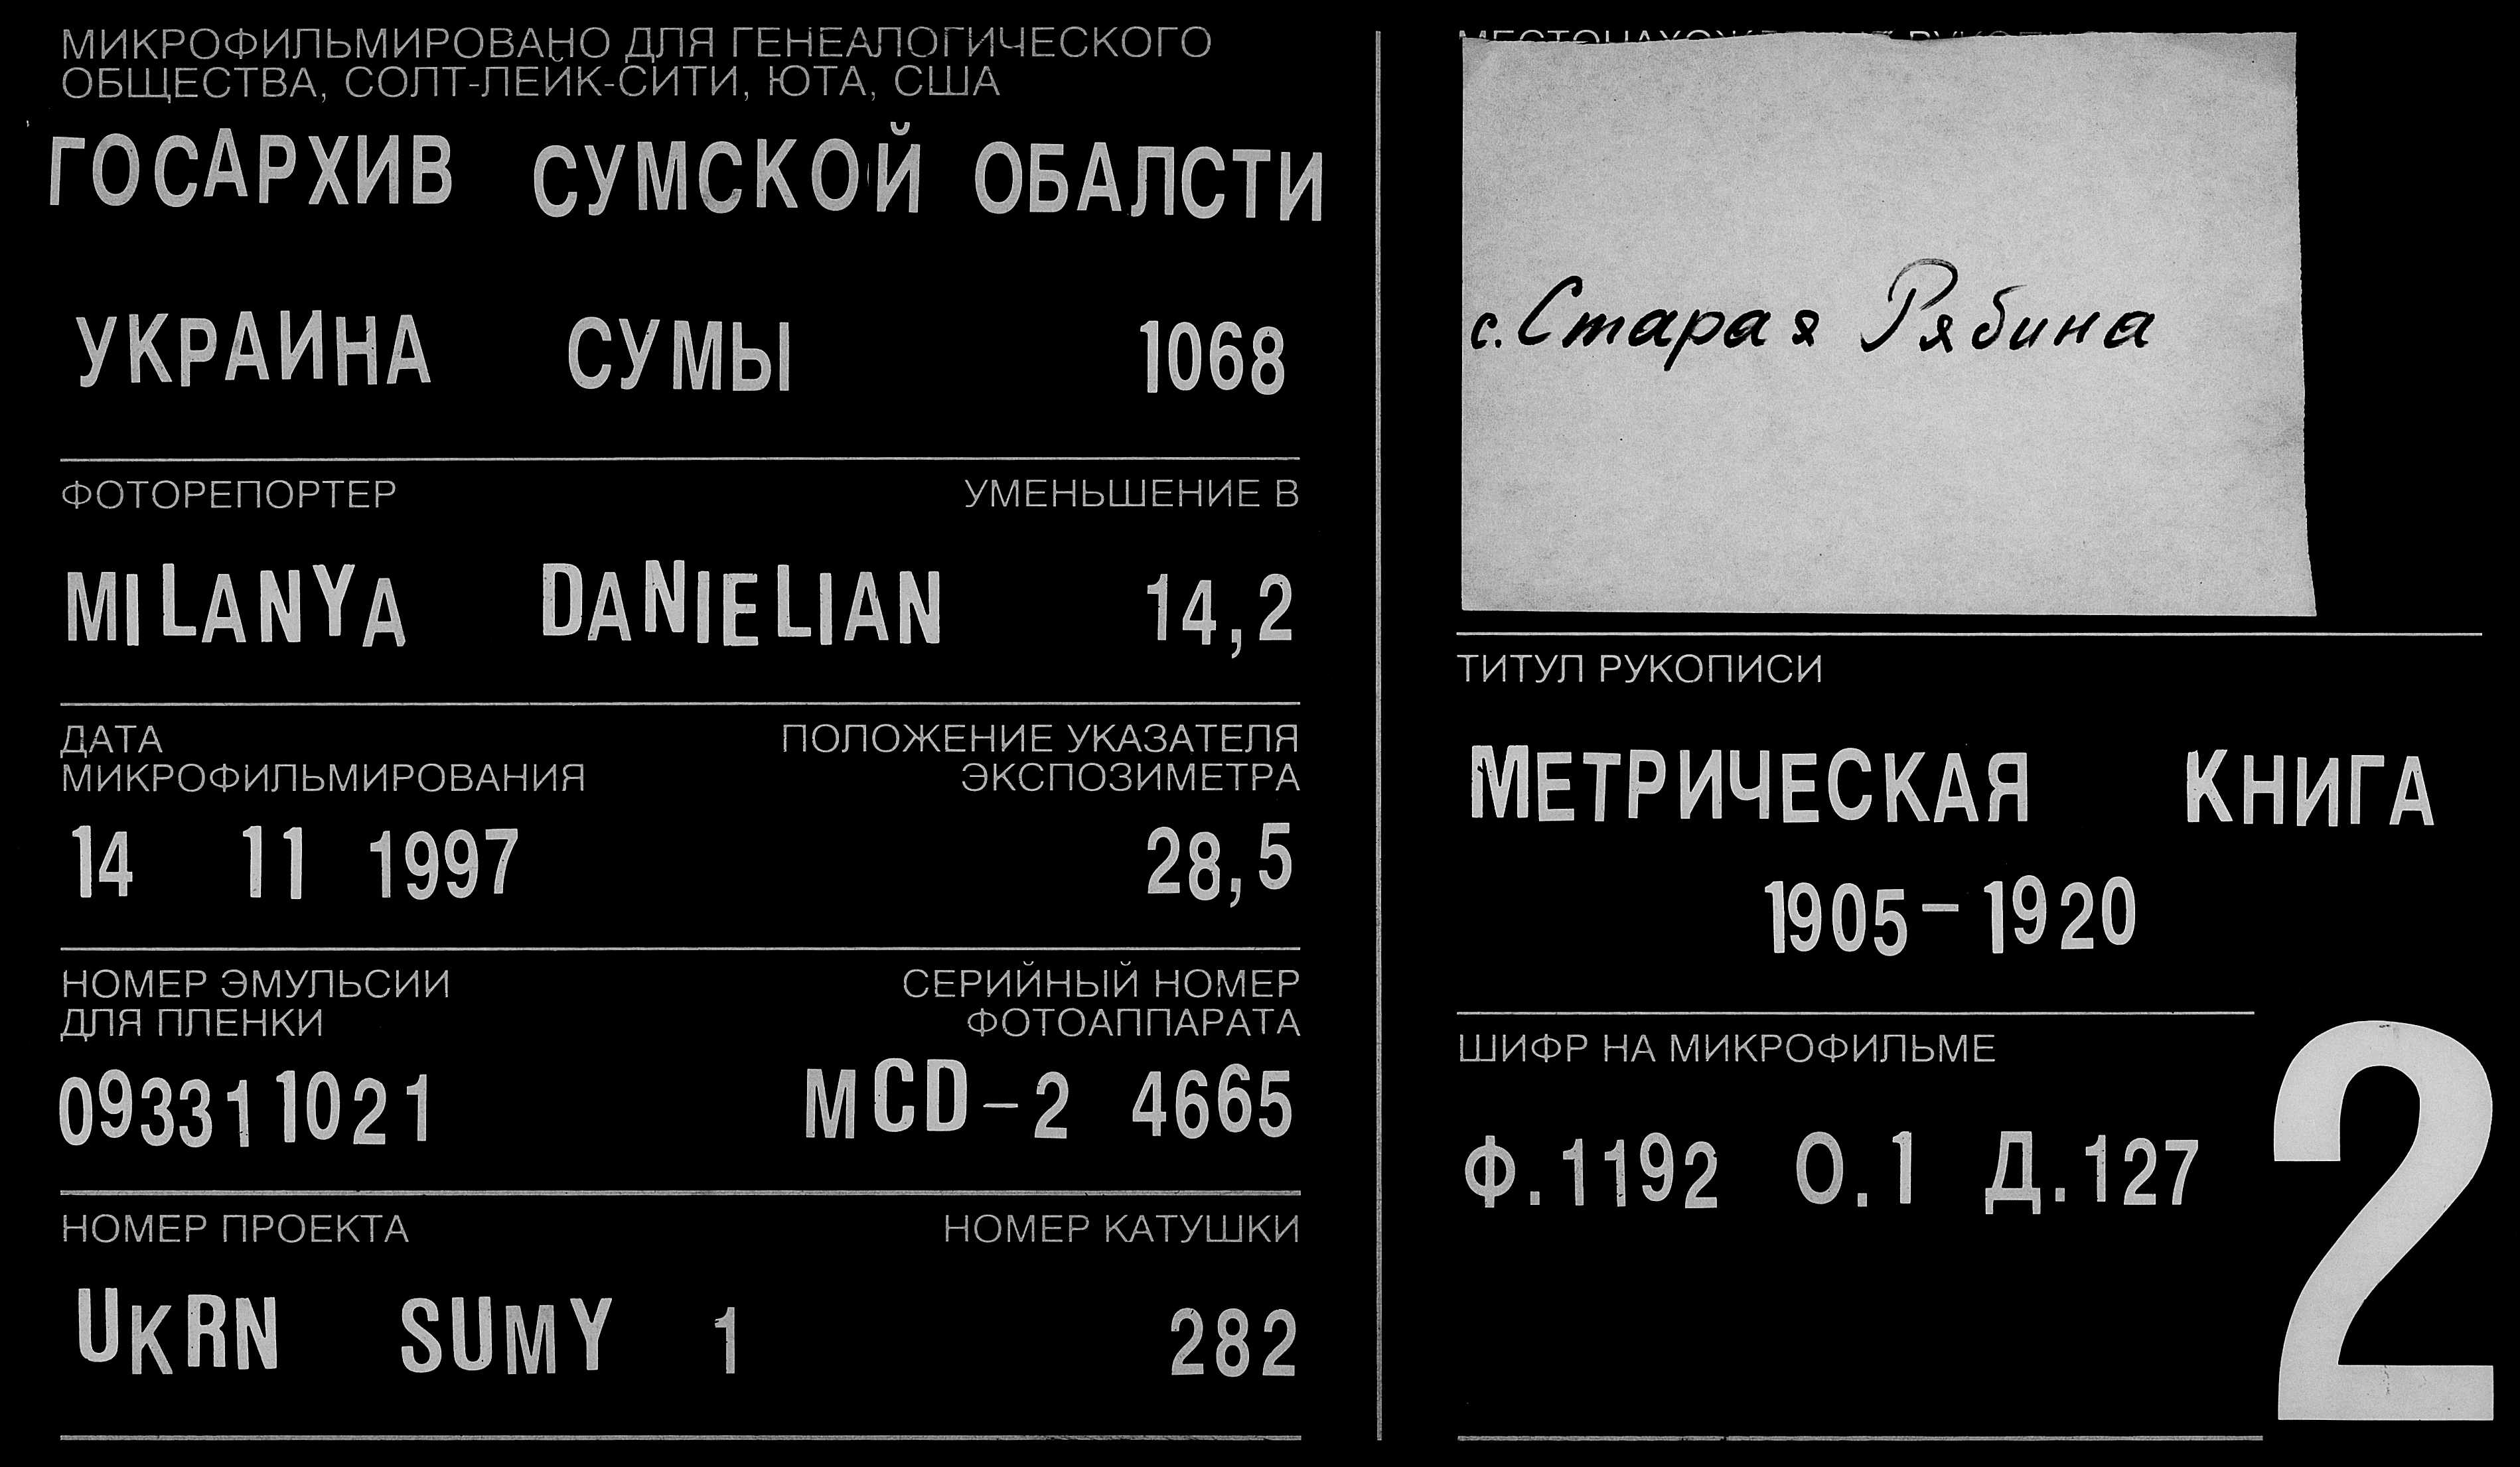 МИКРОФИЛЬМИРОВАНО ДЛЯ ГЕНЕАЛОГИЧЕСКОГО
ОБЩЕСТВА, СОЛТ-ЛЕЙК-СИТИ, ЮТА, США
ГОСАРХИВ СУМСКОЙ ОБАЛСТИ
УКРАИНА СУМЫ 1068
ФОТОРЕПОРТЕР УМЕНЬШЕНИЕ В
MILANYA DANIELIAN 14,2
ДАТА ПОЛОЖЕНИЕ УКАЗАТЕЛЯ
МИКРОФИЛЬМИРОВАНИЯ ЭКСПОЗИМЕТРА
14 11 1997 28,5
НОМЕР ЭМУЛЬСИИ СЕРИЙНЫЙ НОМЕР
ДЛЯ ПЛЕНКИ ФОТОАППАРАТА
09331 1021 MCD-2 4665
НОМЕР ПРОЕКТА НОМЕР КАТУШКИ
UKRN SUMY 1 282
с. Старая Рябина
ТИТУЛ РУКОПИСИ
МЕТРИЧЕСКАЯ КНИГА
1905-1920
ШИФР НА МИКРОФИЛЬМЕ
Ф.1192 О.1 Д.127
2